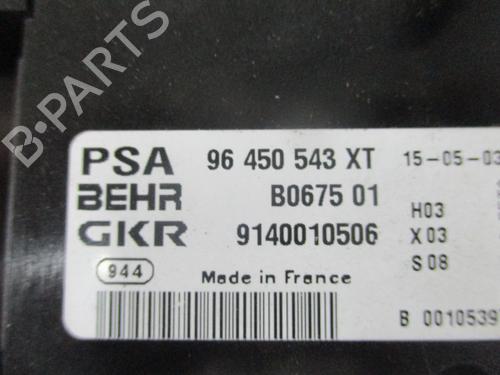 B-PARTS
PSA 96 450 543 XT 15-05-03
BEHR B0675 01 H03
GKR 9140010506 X03
S08
944 Made in France
B 0010539